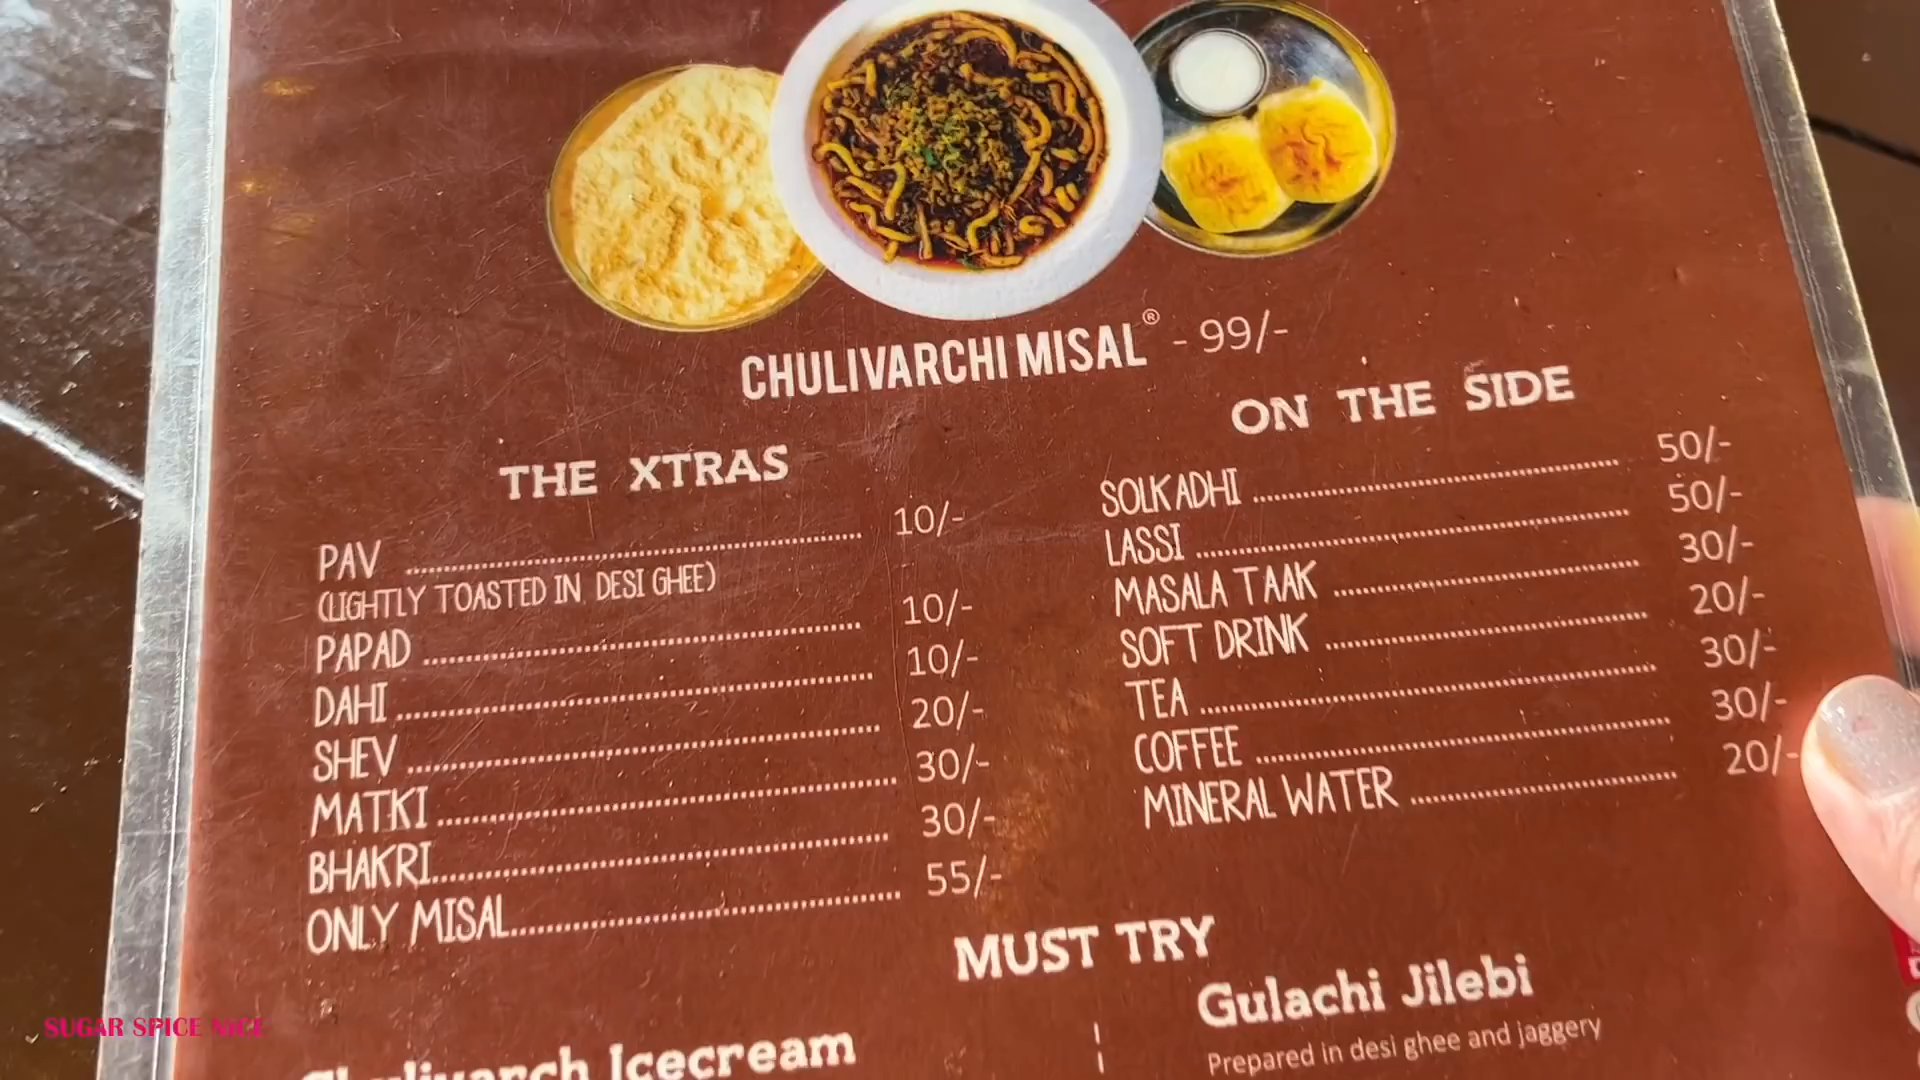 CHULIVARCHI MISAL® - 99/-
THE XTRAS
PAV ........ 10/-
(LIGHTLY TOASTED IN DESI GHEE)
PAPAD ........ 10/-
DAHI ........ 10/-
SHEV ........ 20/-
MATKI ........ 30/-
BHAKRI ........ 30/-
ONLY MISAL ........ 55/-
ON THE SIDE
SOLKADHI ........ 50/-
LASSI ........ 50/-
MASALA TAAK ........ 30/-
SOFT DRINK ........ 20/-
TEA ........ 30/-
COFFEE ........ 30/-
MINERAL WATER ........ 20/-
MUST TRY
Chulivarch Icecream
Gulachi Jilebi
Prepared in desi ghee and jaggery
SUGAR SPICE NICE